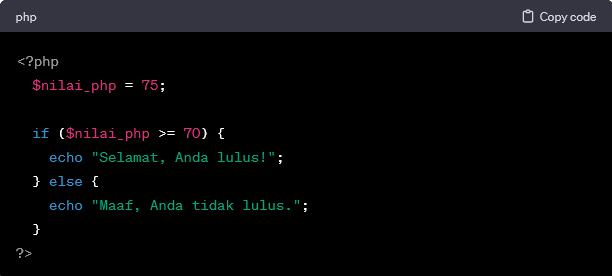 php Copy code
<?php
$nilai_php = 75;
if ($nilai_php >= 70) {
echo "Selamat, Anda lulus!";
} else {
echo "Maaf, Anda tidak lulus.";
}
?>